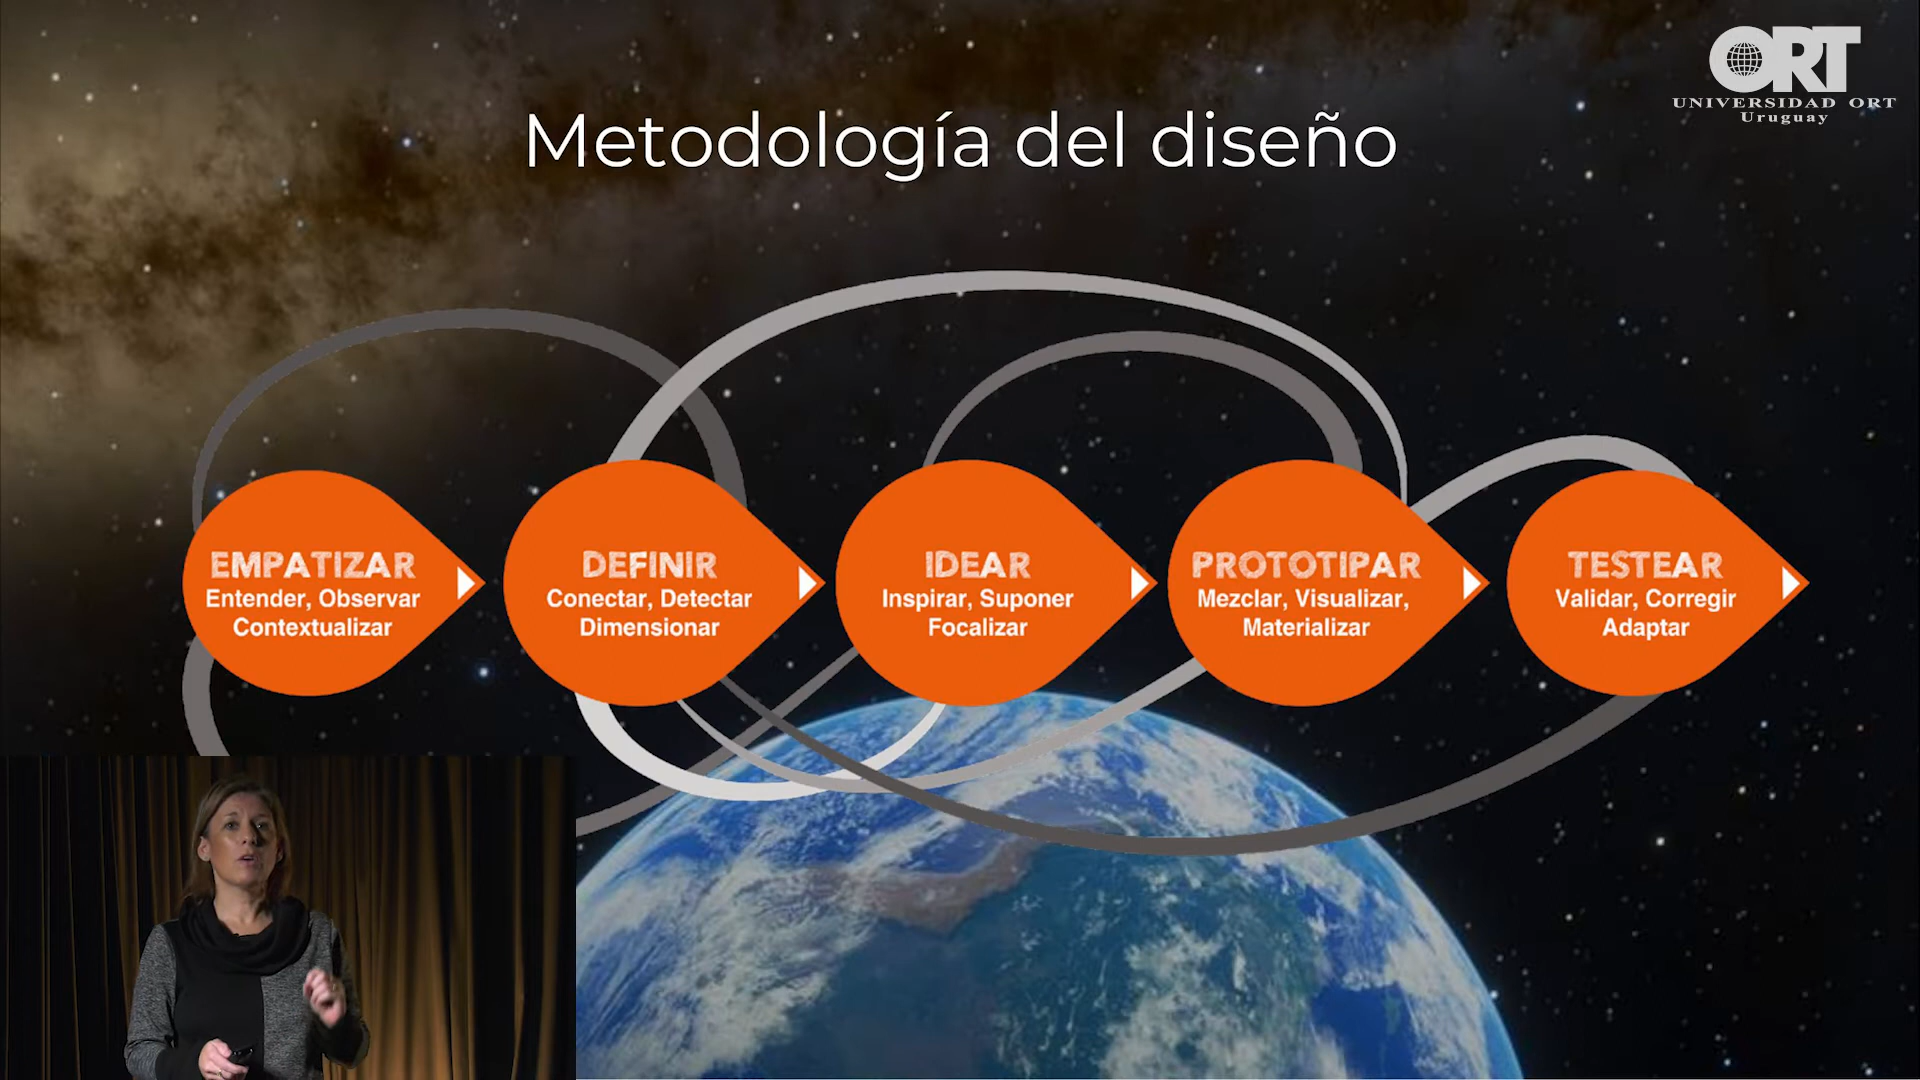 ORT
UNIVERSIDAD ORT
Uruguay
Metodología del diseño
EMPATIZAR
Entender, Observar
Contextualizar
DEFINIR
Conectar, Detectar
Dimensionar
IDEAR
Inspirar, Suponer
Focalizar
PROTOTIPAR
Mezclar, Visualizar,
Materializar
TESTEAR
Validar, Corregir
Adaptar